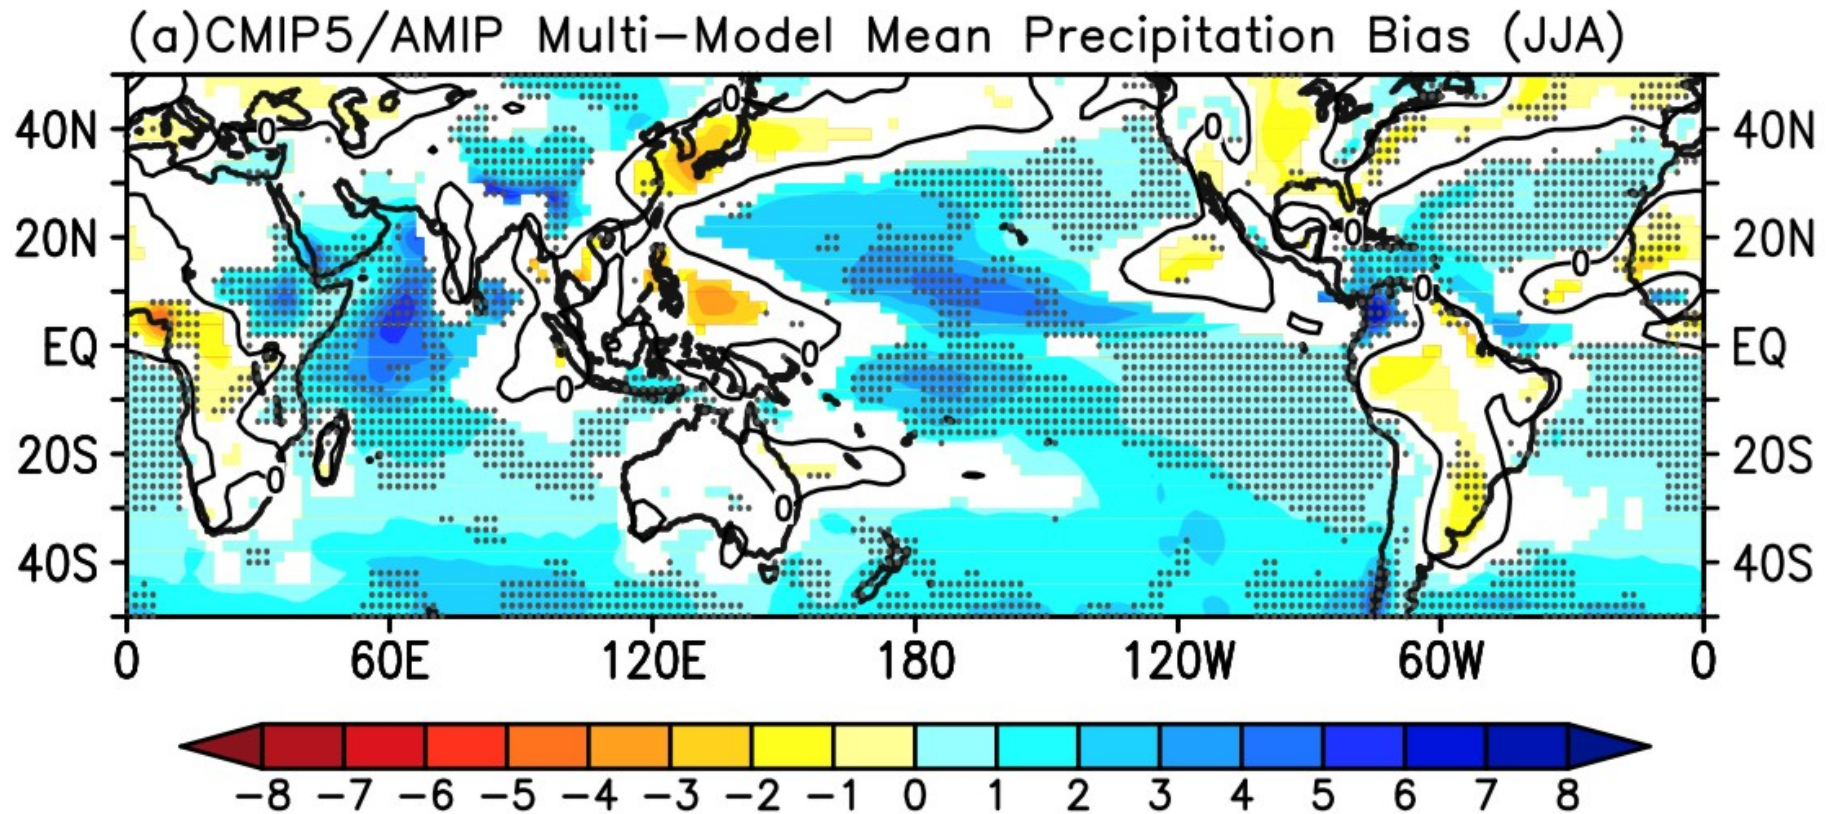 (a)CMIP5/AMIP Multi-Model Mean Precipitation Bias (JJA)
40N 40N
20N 20N
EQ EQ
20S 20S
40S 40S
0 0 0 0 0 0 0 0 0 0
0 60E 120E 180 120W 60W 0
-8 -7 -6 -5 -4 -3 -2 -1 0 1 2 3 4 5 6 7 8